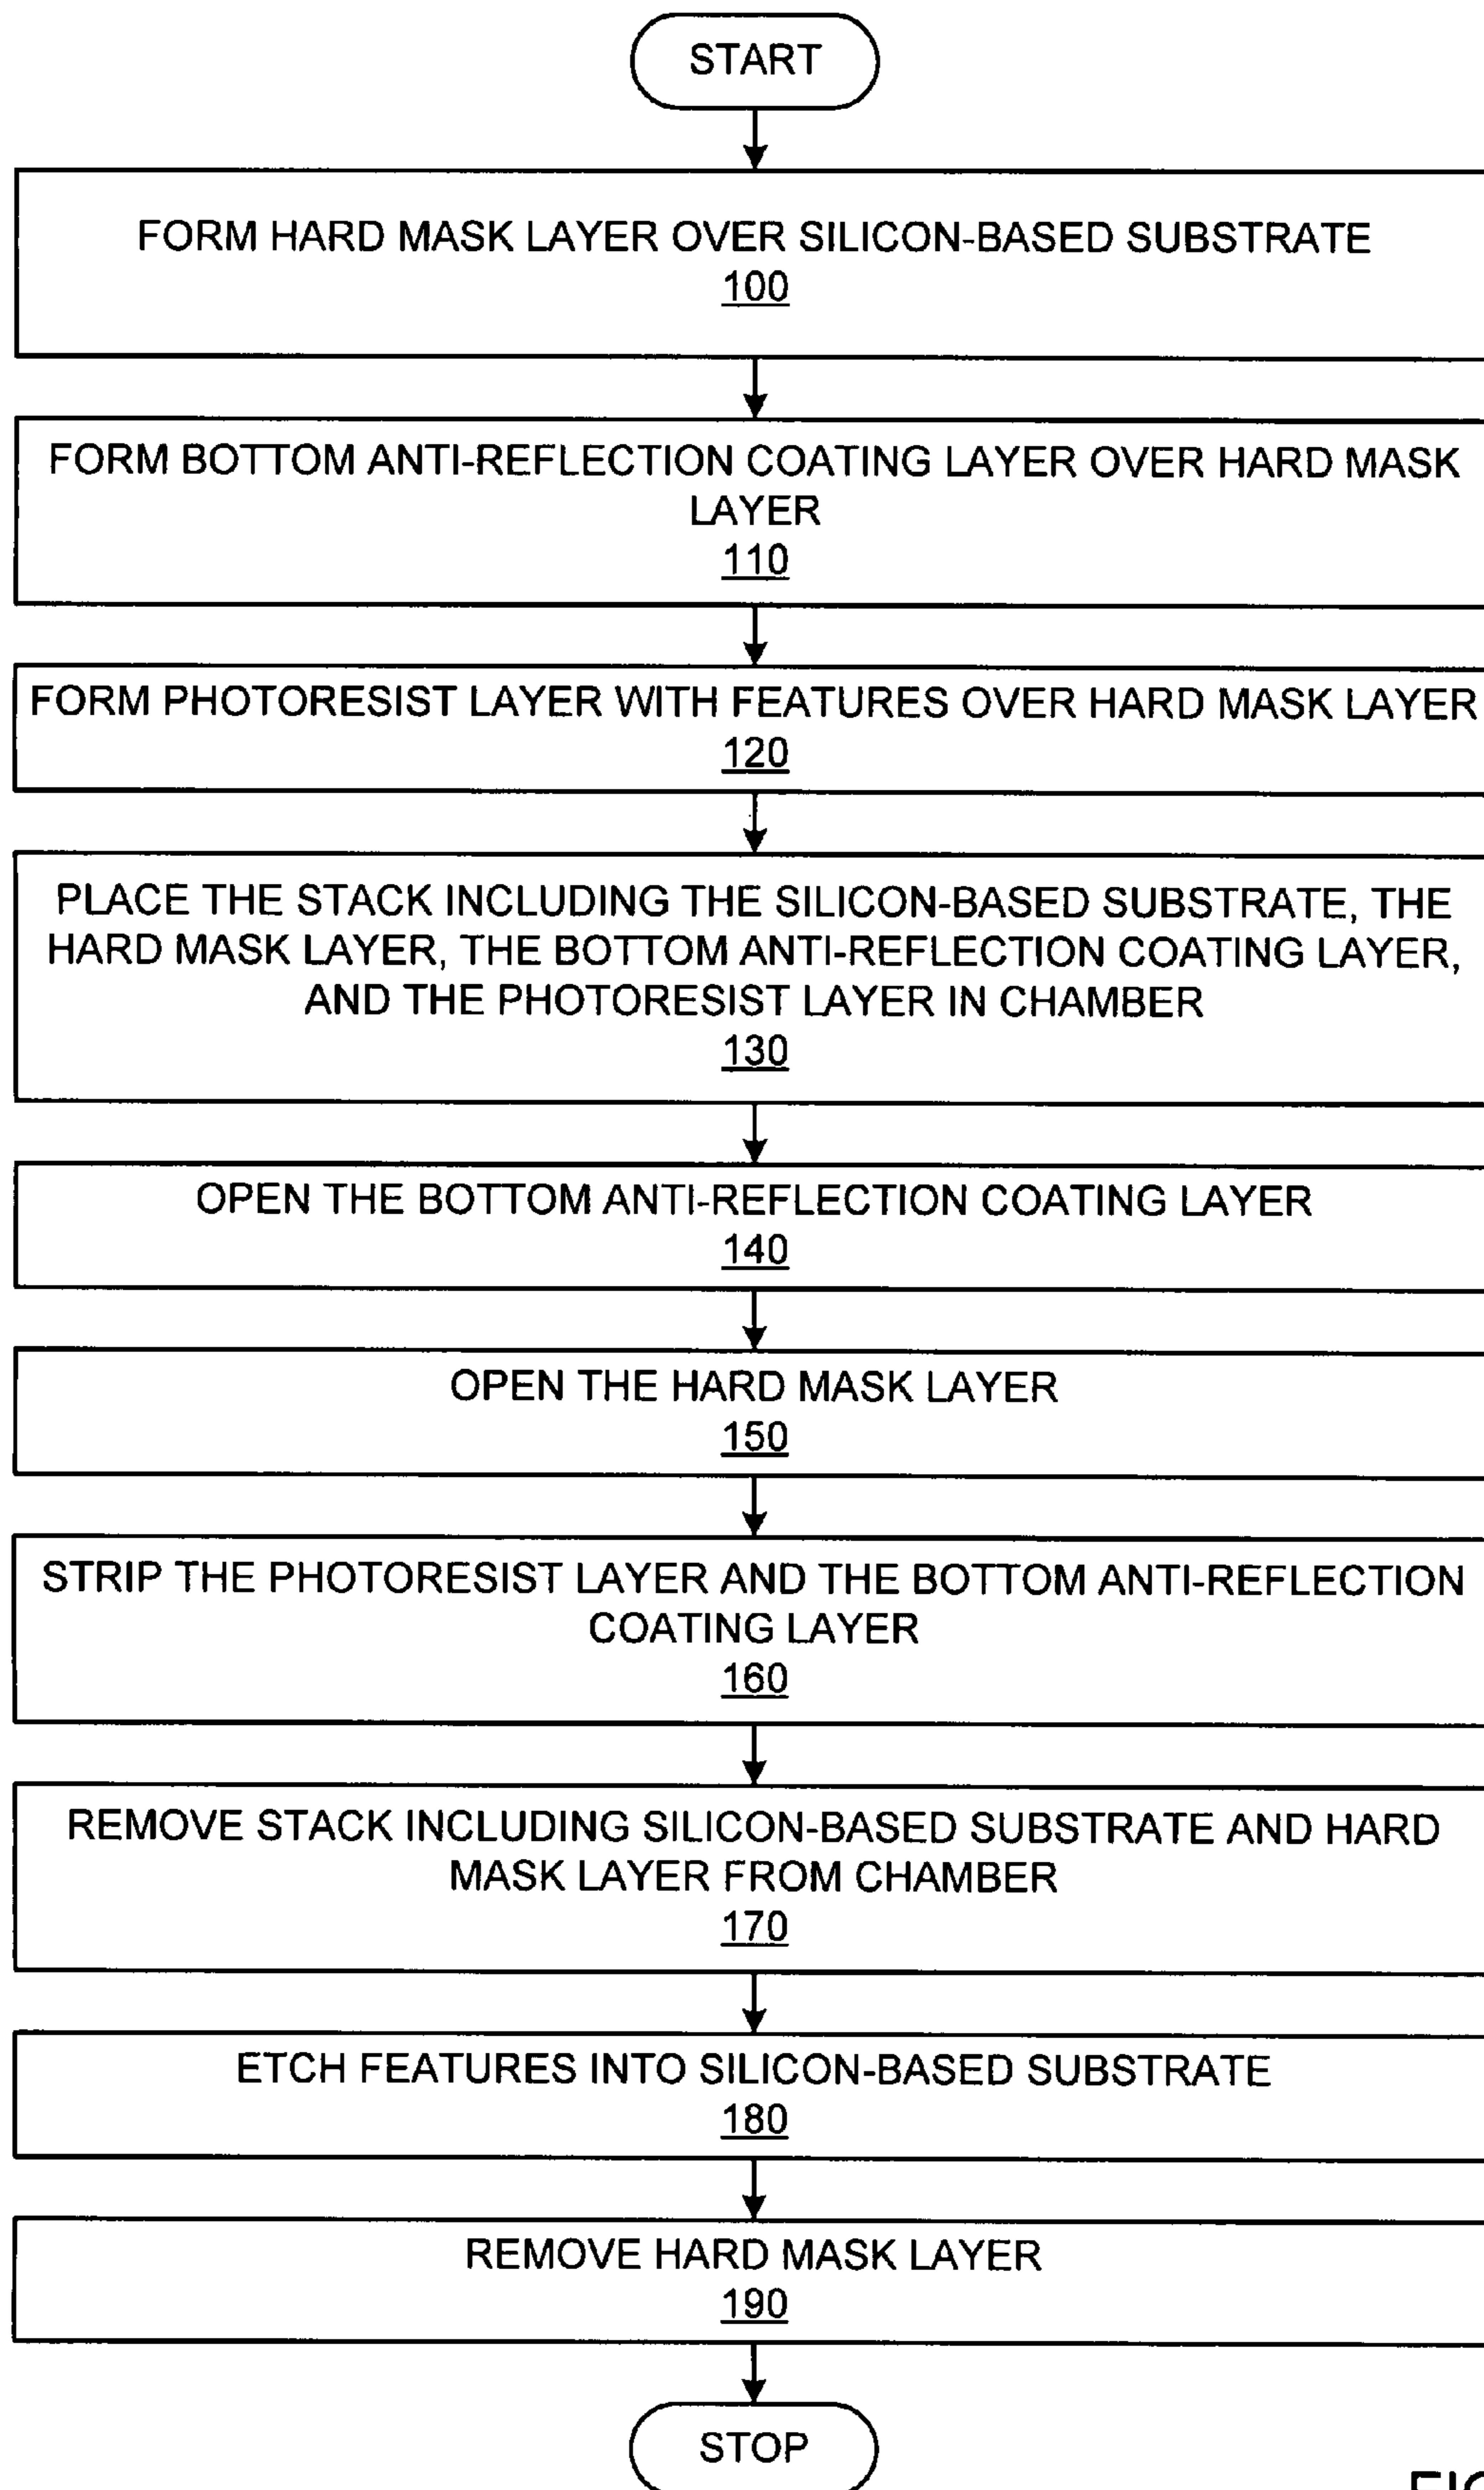 START
FORM HARD MASK LAYER OVER SILICON-BASED SUBSTRATE
100
FORM BOTTOM ANTI-REFLECTION COATING LAYER OVER HARD MASK
LAYER
110
FORM PHOTORESIST LAYER WITH FEATURES OVER HARD MASK LAYER
120
PLACE THE STACK INCLUDING THE SILICON-BASED SUBSTRATE, THE
HARD MASK LAYER, THE BOTTOM ANTI-REFLECTION COATING LAYER,
AND THE PHOTORESIST LAYER IN CHAMBER
130
OPEN THE BOTTOM ANTI-REFLECTION COATING LAYER
140
OPEN THE HARD MASK LAYER
150
STRIP THE PHOTORESIST LAYER AND THE BOTTOM ANTI-REFLECTION
COATING LAYER
160
REMOVE STACK INCLUDING SILICON-BASED SUBSTRATE AND HARD
MASK LAYER FROM CHAMBER
170
ETCH FEATURES INTO SILICON-BASED SUBSTRATE
180
REMOVE HARD MASK LAYER
190
STOP